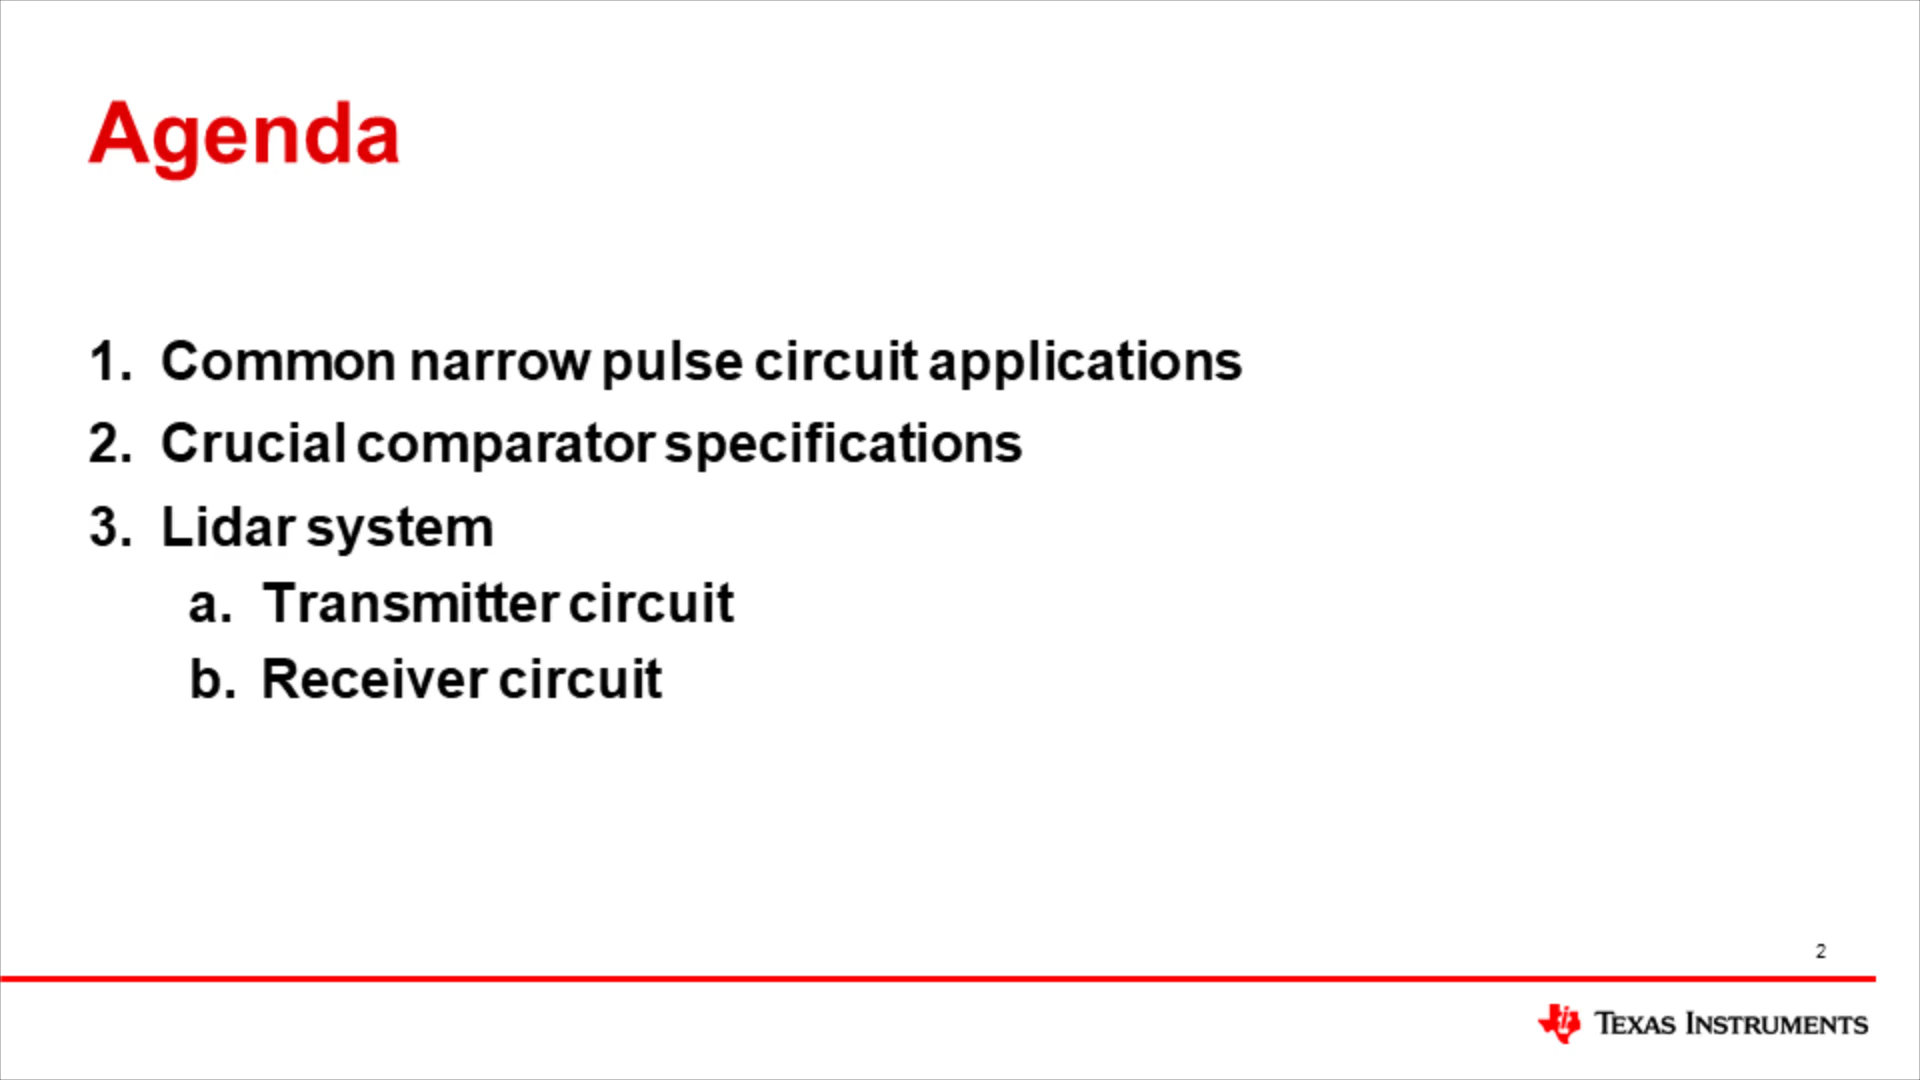 Agenda
1. Common narrow pulse circuit applications
2. Crucial comparator specifications
3. Lidar system
a. Transmitter circuit
b. Receiver circuit
2
TEXAS INSTRUMENTS